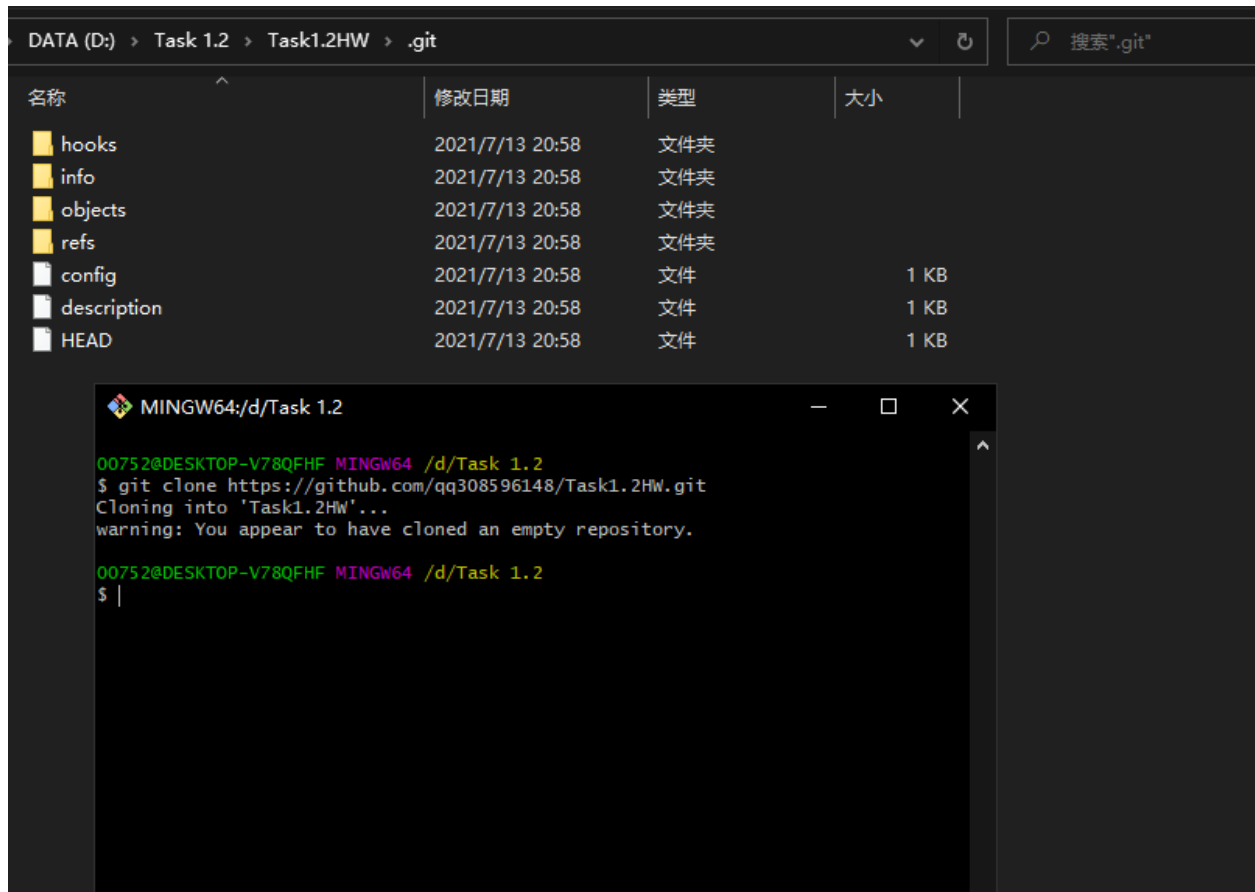 DATA (D:) › Task 1.2 › Task1.2HW › .git 搜索".git"
名称 修改日期 类型 大小
hooks 2021/7/13 20:58 文件夹
info 2021/7/13 20:58 文件夹
objects 2021/7/13 20:58 文件夹
refs 2021/7/13 20:58 文件夹
config 2021/7/13 20:58 文件 1 KB
description 2021/7/13 20:58 文件 1 KB
HEAD 2021/7/13 20:58 文件 1 KB
MINGW64:/d/Task 1.2
00752@DESKTOP-V78QFHF MINGW64 /d/Task 1.2
$ git clone https://github.com/qq308596148/Task1.2HW.git
Cloning into 'Task1.2HW'...
warning: You appear to have cloned an empty repository.
00752@DESKTOP-V78QFHF MINGW64 /d/Task 1.2
$